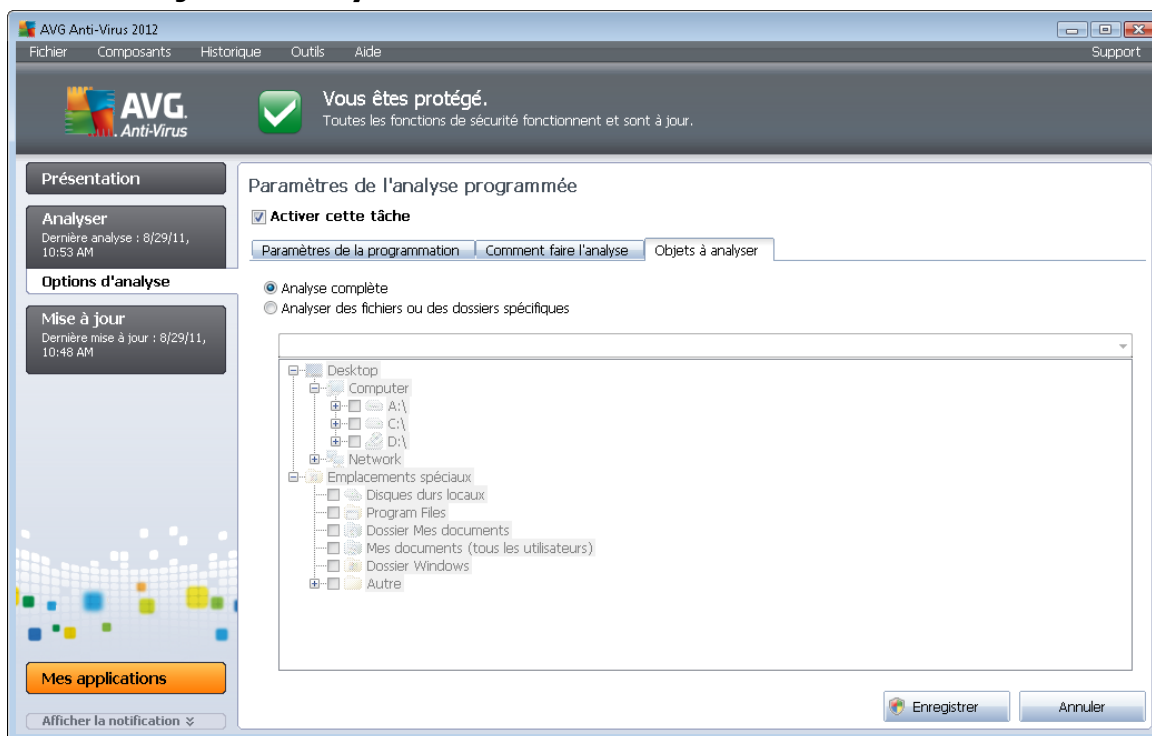 AVG Anti-Virus 2012
Fichier Composants Historique Outils Aide Support
AVG.
Anti-Virus
Vous êtes protégé.
Toutes les fonctions de sécurité fonctionnent et sont à jour.
Présentation
Analyser
Dernière analyse : 8/29/11,
10:53 AM
Options d'analyse
Mise à jour
Dernière mise à jour : 8/29/11,
10:48 AM
Mes applications
Afficher la notification
Paramètres de l'analyse programmée
Activer cette tâche
Paramètres de la programmation Comment faire l'analyse Objets à analyser
Analyse complète
Analyser des fichiers ou des dossiers spécifiques
Desktop
Computer
A:\
C:\
D:\
Network
Emplacements spéciaux
Disques durs locaux
Program Files
Dossier Mes documents
Mes documents (tous les utilisateurs)
Dossier Windows
Autre
Enregistrer Annuler